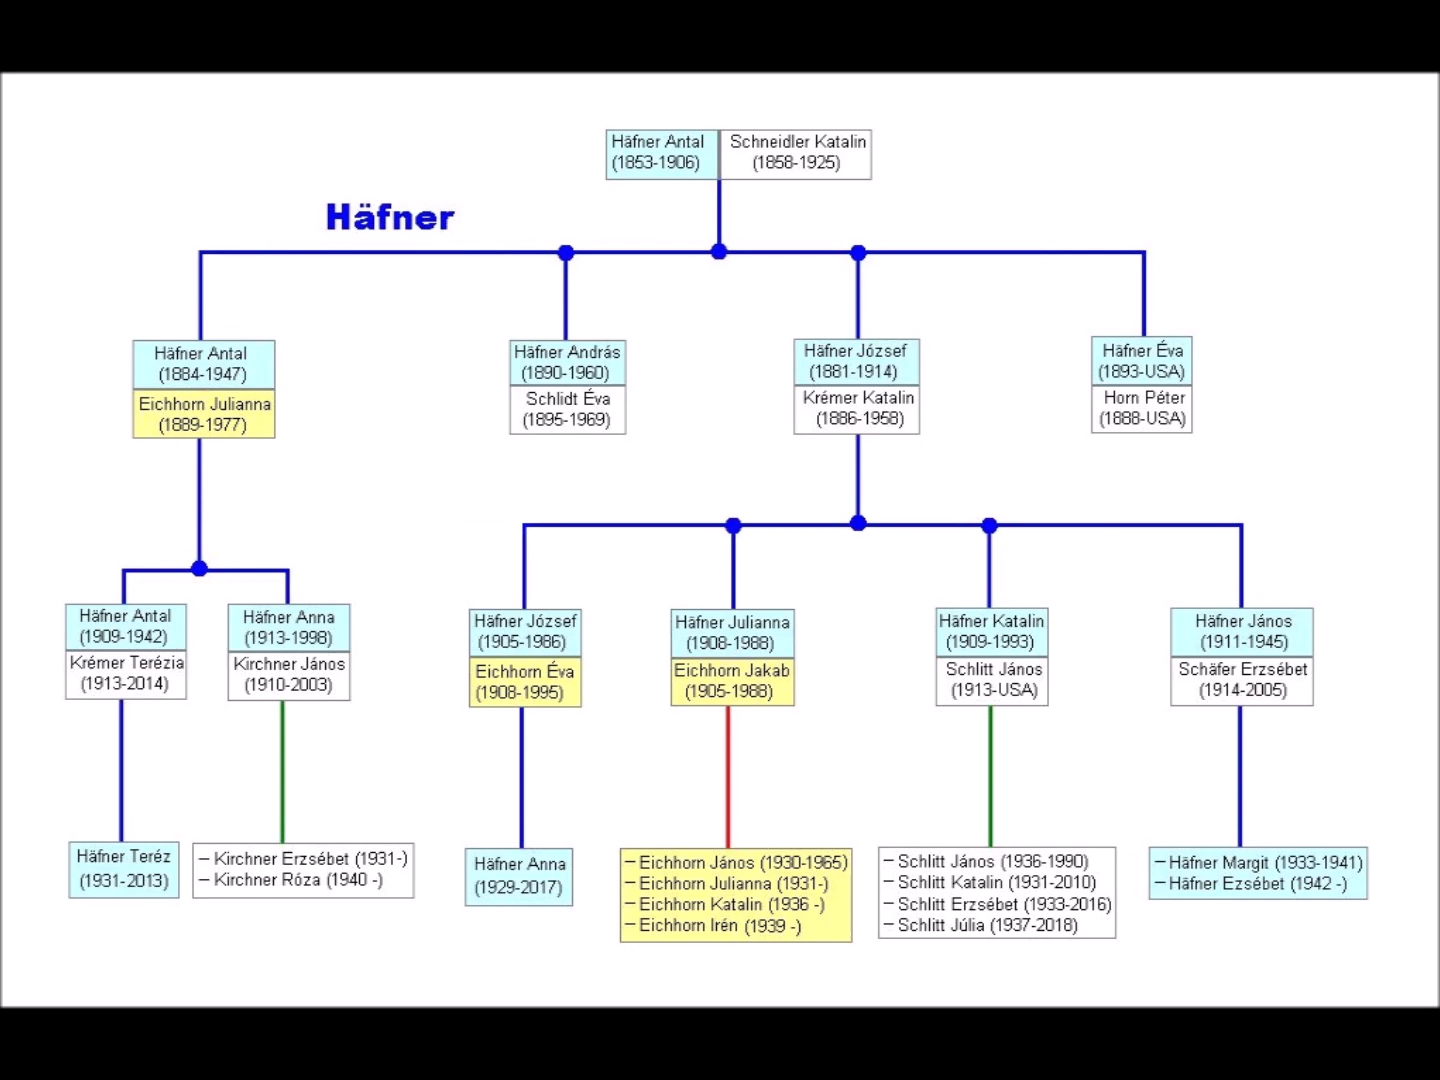 Häfner Antal
(1853-1906)
Schneidler Katalin
(1858-1925)
Häfner
Häfner Antal
(1884-1947)
Eichhorn Julianna
(1889-1977)
Häfner András
(1890-1960)
Schlidt Éva
(1895-1969)
Häfner József
(1881-1914)
Krémer Katalin
(1886-1958)
Häfner Éva
(1893-USA)
Horn Péter
(1888-USA)
Häfner Antal
(1909-1942)
Krémer Terézia
(1913-2014)
Häfner Anna
(1913-1998)
Kirchner János
(1910-2003)
Häfner József
(1905-1986)
Eichhorn Éva
(1908-1995)
Häfner Julianna
(1908-1988)
Eichhorn Jakab
(1905-1988)
Häfner Katalin
(1909-1993)
Schlitt János
(1913-USA)
Häfner János
(1911-1945)
Schäfer Erzsébet
(1914-2005)
Häfner Teréz
(1931-2013)
– Kirchner Erzsébet (1931-)
– Kirchner Róza (1940 -)
Häfner Anna
(1929-2017)
– Eichhorn János (1930-1965)
– Eichhorn Julianna (1931-)
– Eichhorn Katalin (1936 -)
– Eichhorn Irén (1939 -)
– Schlitt János (1936-1990)
– Schlitt Katalin (1931-2010)
– Schlitt Erzsébet (1933-2016)
– Schlitt Júlia (1937-2018)
– Häfner Margit (1933-1941)
– Häfner Ezsébet (1942 -)